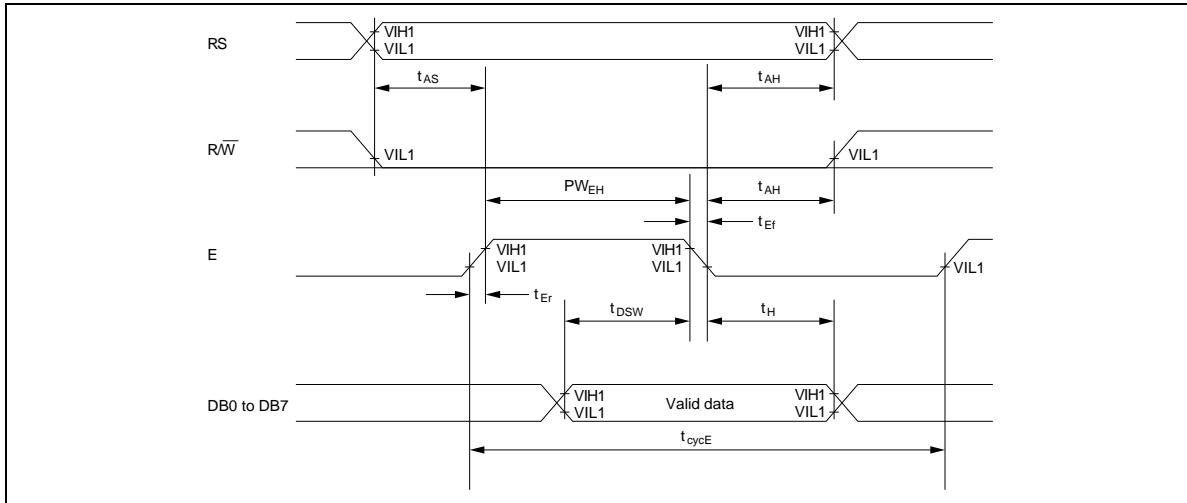 RS
VIH1
VIL1
VIH1
VIL1
tAS
tAH
R/W̅
VIL1
VIL1
PWEH
tAH
tEf
E
VIH1
VIL1
VIH1
VIL1
VIL1
tEr
tDSW
tH
DB0 to DB7
VIH1
VIL1
Valid data
VIH1
VIL1
tcycE